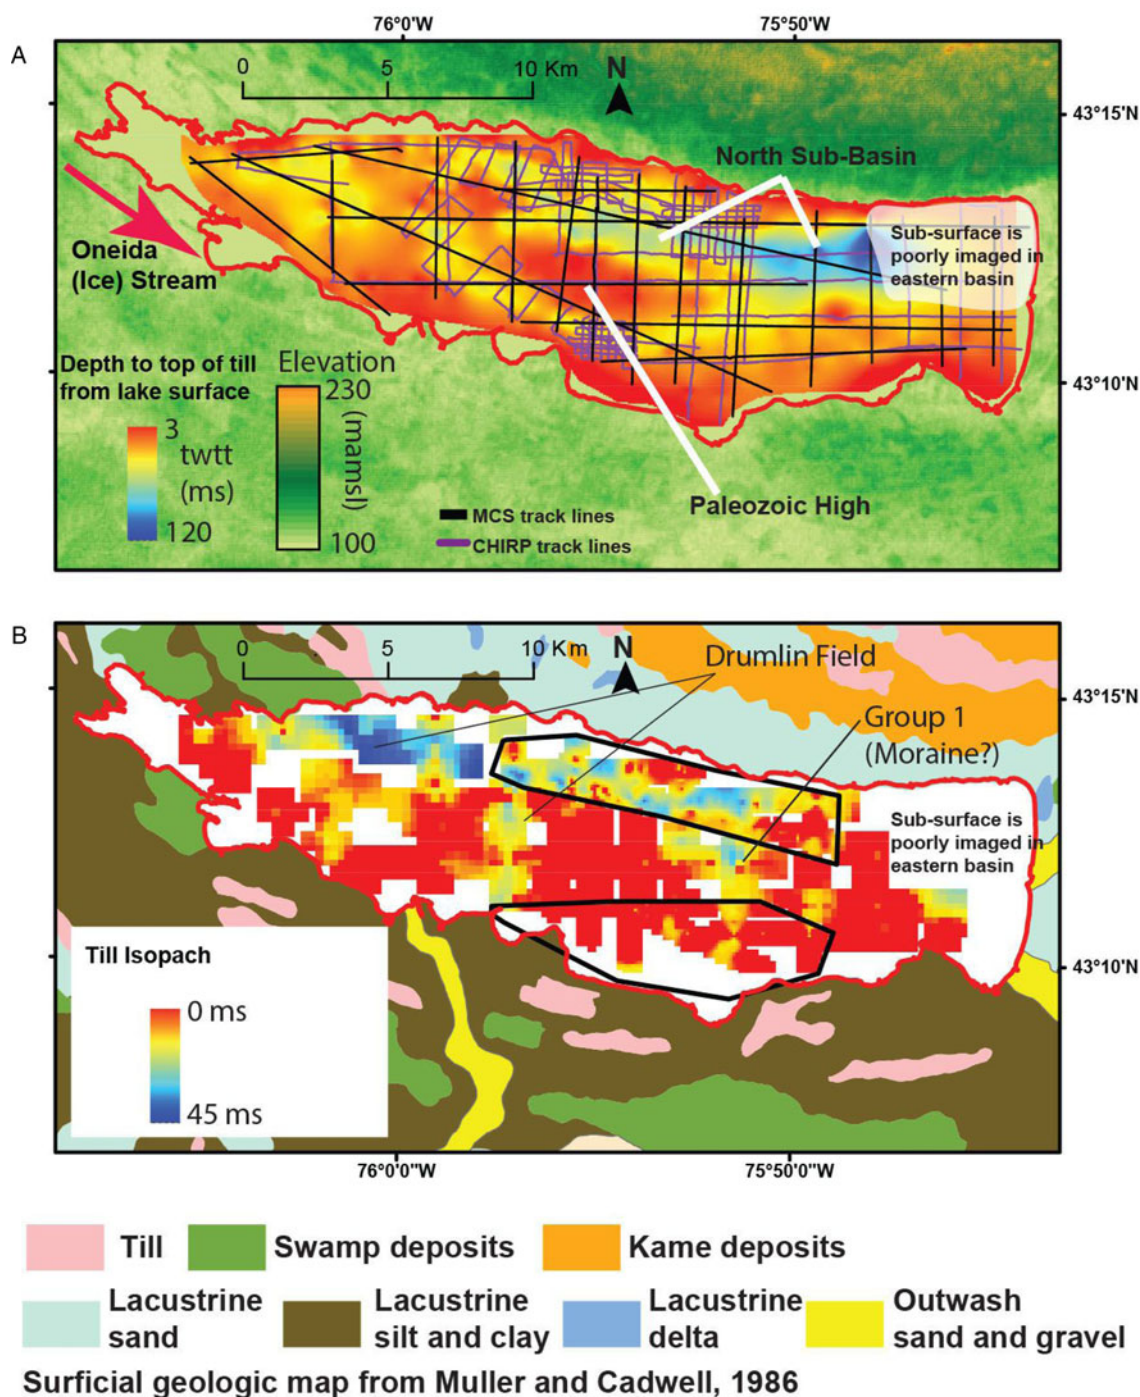 76°0'W
75°50'W
A
0 5 10 Km
N
43°15'N
North Sub-Basin
Sub-surface is
poorly imaged in
eastern basin
Oneida
(Ice) Stream
Depth to top of till
from lake surface
3
twtt
(ms)
120
Elevation
230
(mamsl)
100
43°10'N
Paleozoic High
MCS track lines
CHIRP track lines
B
0 5 10 Km
N
Drumlin Field
43°15'N
Group 1
(Moraine?)
Sub-surface is
poorly imaged in
eastern basin
Till Isopach
0 ms
45 ms
43°10'N
76°0'0"W
75°50'0"W
Till
Swamp deposits
Kame deposits
Lacustrine
sand
Lacustrine
silt and clay
Lacustrine
delta
Outwash
sand and gravel
Surficial geologic map from Muller and Cadwell, 1986